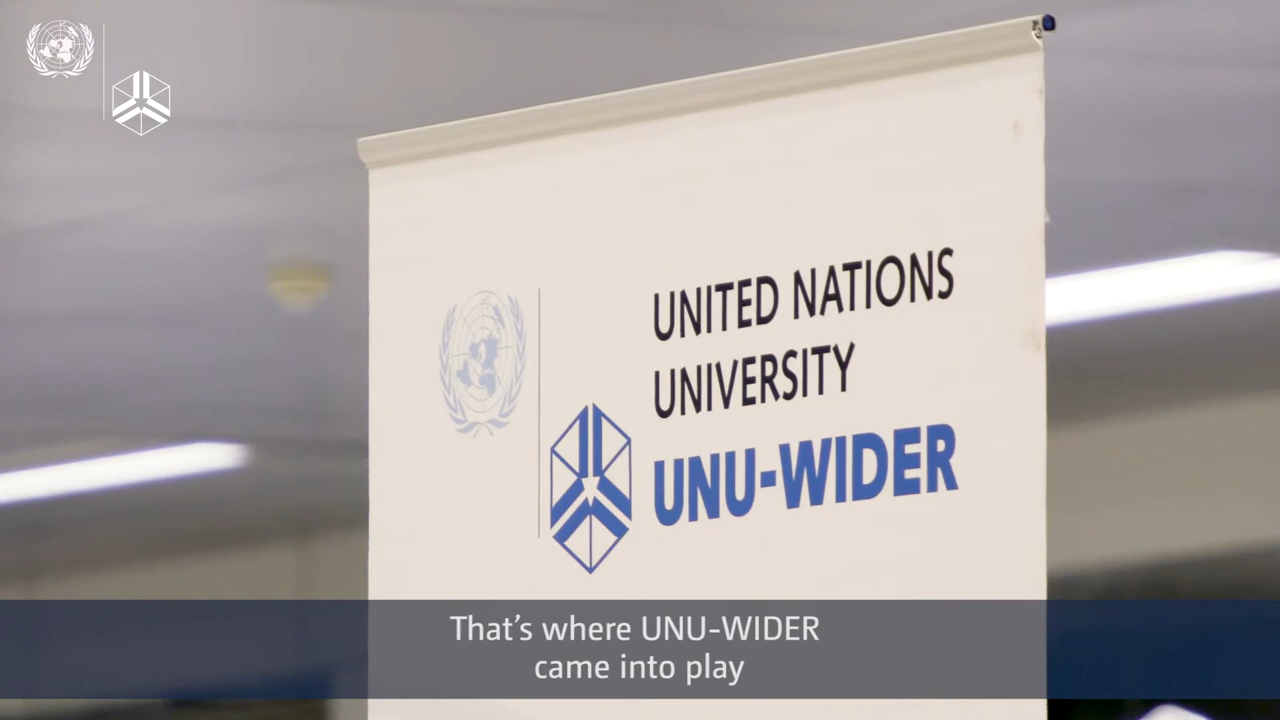 UNITED NATIONS
UNIVERSITY
UNU-WIDER
That's where UNU-WIDER
came into play